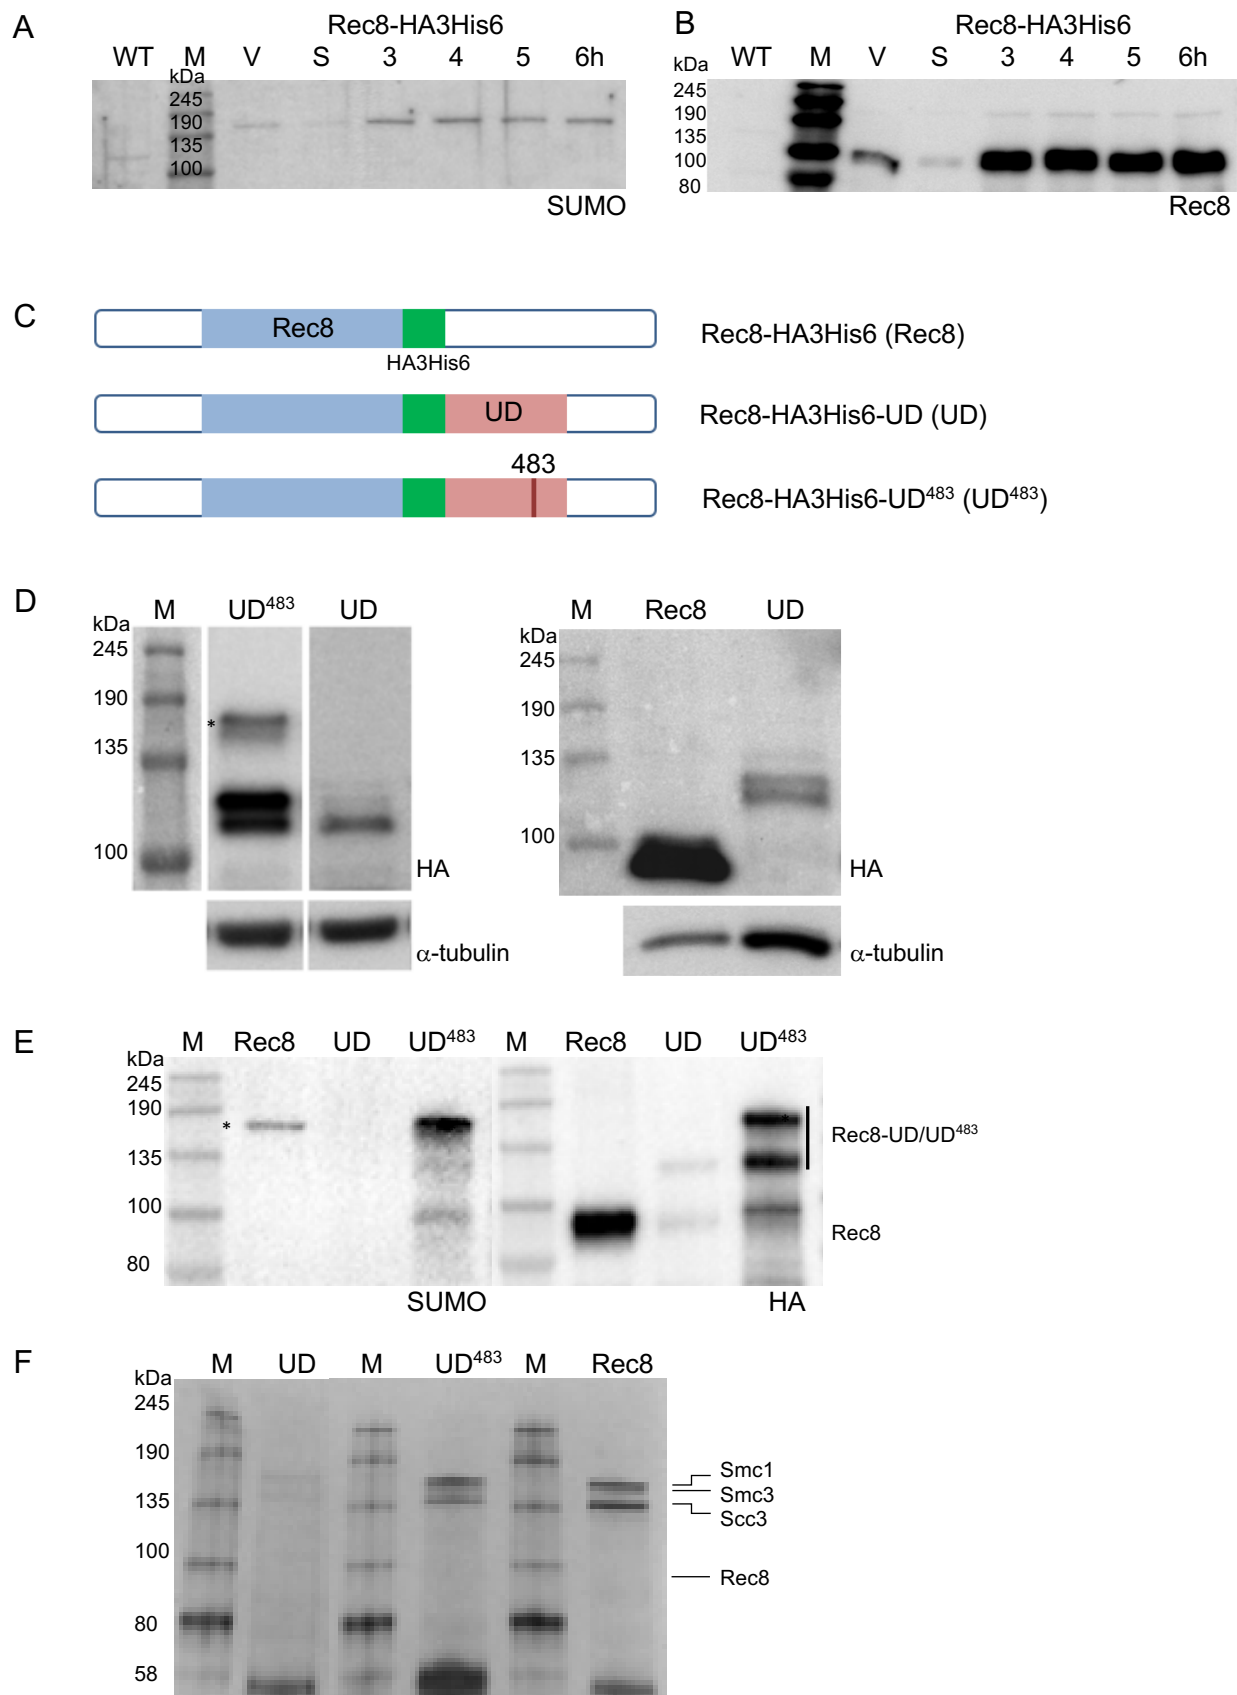 A
Rec8-HA3His6
WT M V S 3 4 5 6h
kDa
245
190
135
100
SUMO
B
Rec8-HA3His6
WT M V S 3 4 5 6h
kDa
245
190
135
100
80
Rec8
C
Rec8
HA3His6
Rec8-HA3His6 (Rec8)
UD
Rec8-HA3His6-UD (UD)
483
Rec8-HA3His6-UD⁴⁸³ (UD⁴⁸³)
D
M UD⁴⁸³ UD
kDa
245
190
*
135
100
HA
α-tubulin
M Rec8 UD
kDa
245
190
135
100
HA
α-tubulin
E
M Rec8 UD UD⁴⁸³ M Rec8 UD UD⁴⁸³
kDa
245
190
*
135
100
80
Rec8-UD/UD⁴⁸³
Rec8
SUMO HA
F
M UD M UD⁴⁸³ M Rec8
kDa
245
190
135
100
80
58
Smc1
Smc3
Scc3
Rec8